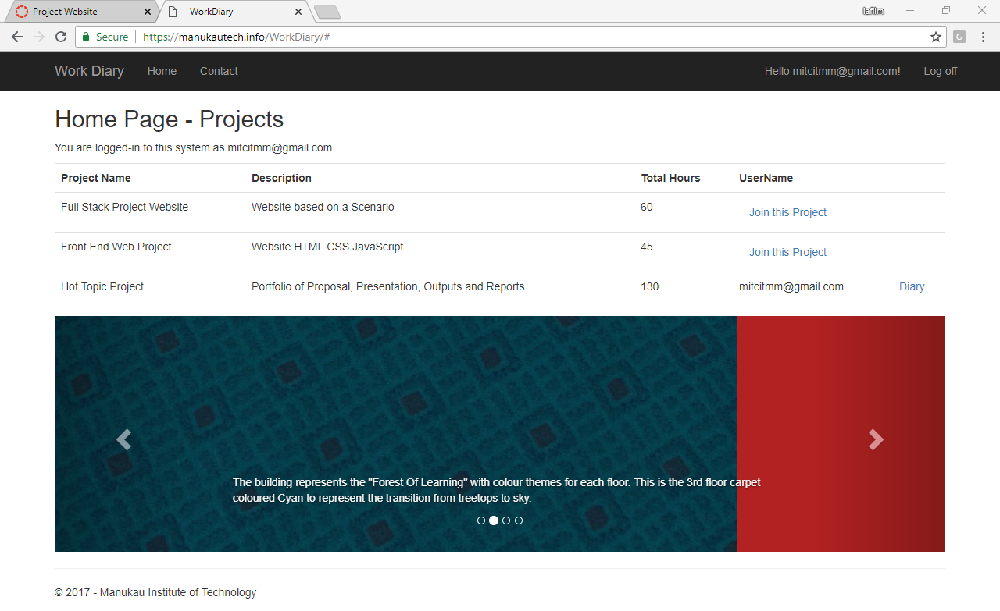 Project Website
- WorkDiary
iafilm
Secure
https://manukautech.info/WorkDiary/#
G
Work Diary Home Contact Hello mitcitmm@gmail.com! Log off
Home Page - Projects
You are logged-in to this system as mitcitmm@gmail.com.
Project Name Description Total Hours UserName
Full Stack Project Website Website based on a Scenario 60 Join this Project
Front End Web Project Website HTML CSS JavaScript 45 Join this Project
Hot Topic Project Portfolio of Proposal, Presentation, Outputs and Reports 130 mitcitmm@gmail.com Diary
The building represents the "Forest Of Learning" with colour themes for each floor. This is the 3rd floor carpet
coloured Cyan to represent the transition from treetops to sky.
© 2017 - Manukau Institute of Technology